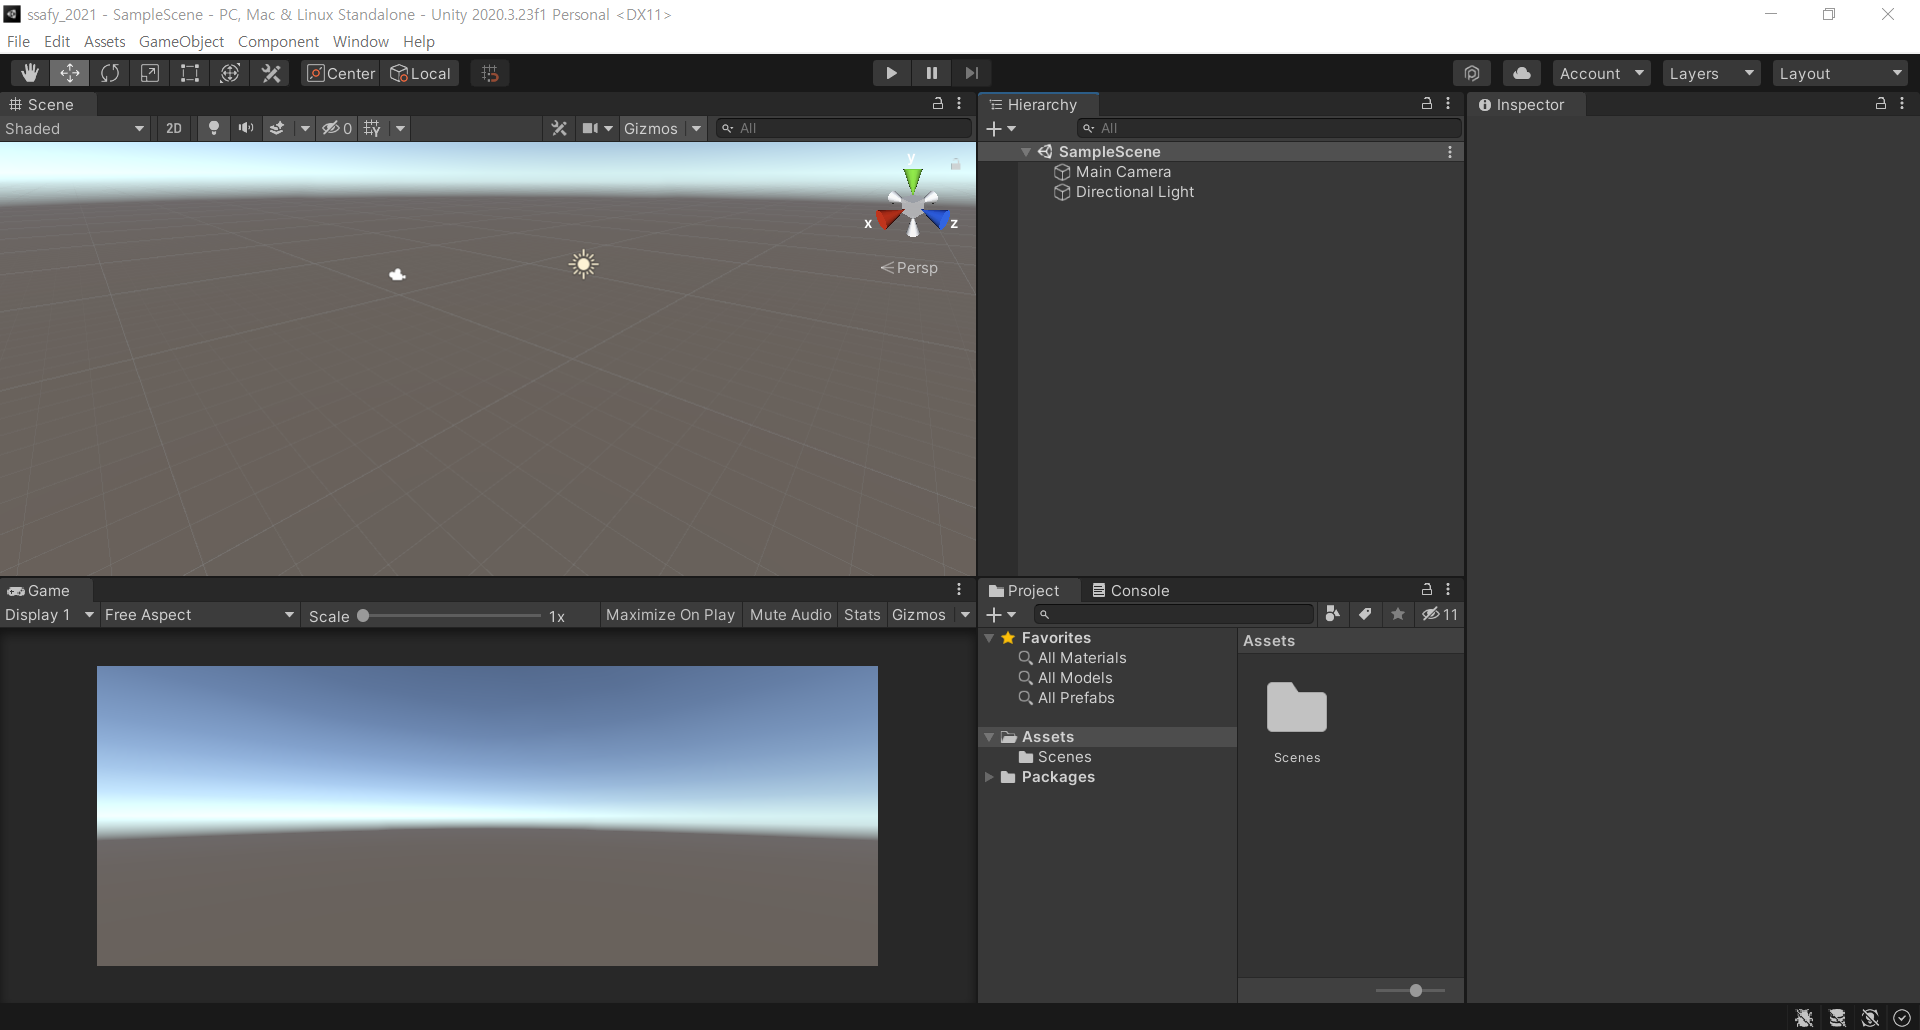 ssafy_2021 - SampleScene - PC, Mac & Linux Standalone - Unity 2020.3.23f1 Personal <DX11>
File Edit Assets GameObject Component Window Help
Center Local Account Layers Layout
Scene
Shaded 2D 0 Gizmos All
y
x z
Persp
Hierarchy
All
SampleScene
Main Camera
Directional Light
Inspector
Game
Display 1 Free Aspect Scale 1x Maximize On Play Mute Audio Stats Gizmos
Project Console
11
Favorites
All Materials
All Models
All Prefabs
Assets
Scenes
Packages
Assets
Scenes